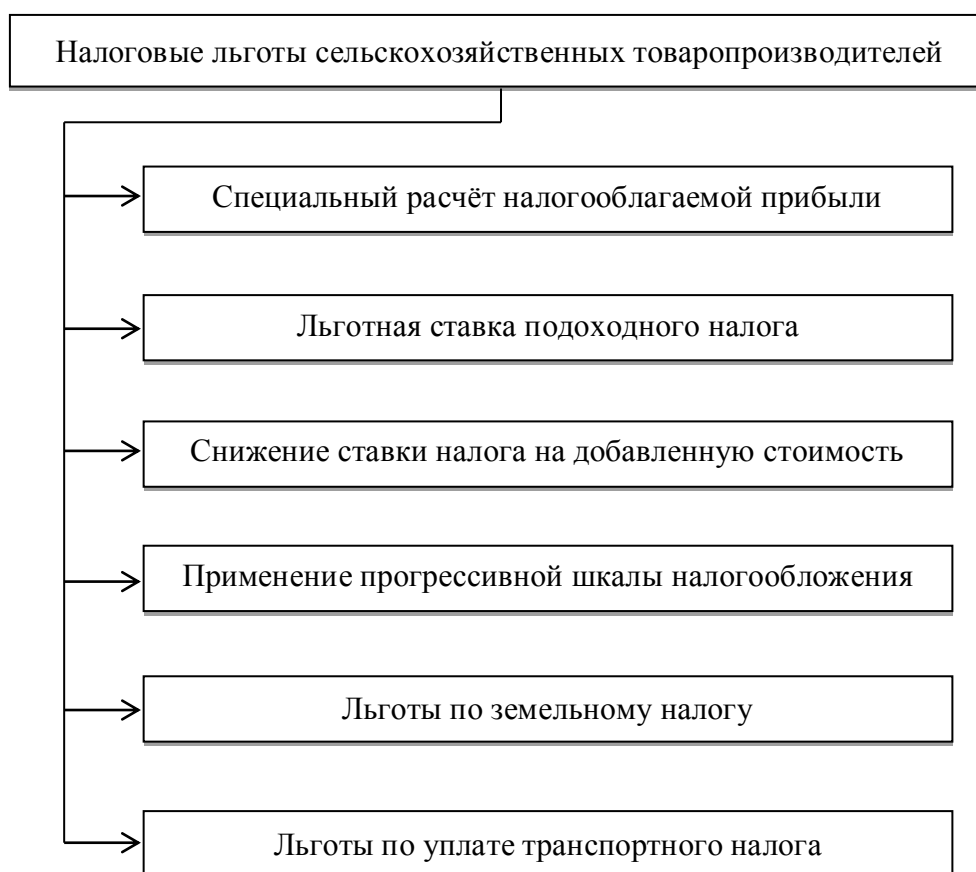 Налоговые льготы сельскохозяйственных товаропроизводителей
Специальный расчёт налогооблагаемой прибыли
Льготная ставка подоходного налога
Снижение ставки налога на добавленную стоимость
Применение прогрессивной шкалы налогообложения
Льготы по земельному налогу
Льготы по уплате транспортного налога